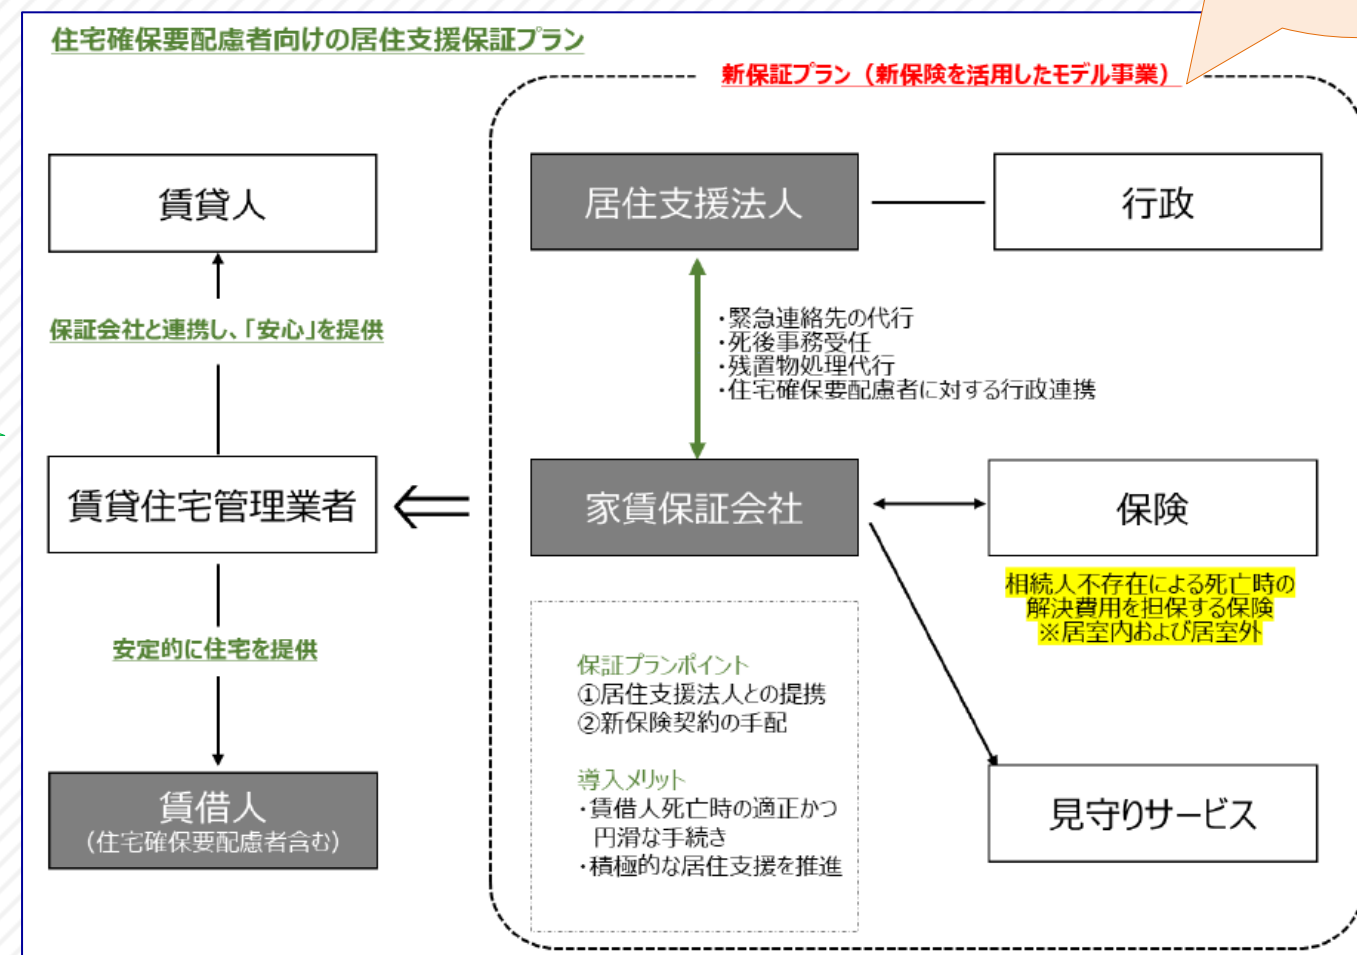 住宅確保要配慮者向けの居住支援保証プラン
新保証プラン（新保険を活用したモデル事業）
賃貸人
居住支援法人
行政
保証会社と連携し、「安心」を提供
・緊急連絡先の代行
・死後事務受任
・残置物処理代行
・住宅確保要配慮者に対する行政連携
賃貸住宅管理業者
家賃保証会社
保険
相続人不存在による死亡時の
解決費用を担保する保険
※居室内および居室外
安定的に住宅を提供
保証プランポイント
①居住支援法人との提携
②新保険契約の手配
導入メリット
・賃借人死亡時の適正かつ
円滑な手続き
・積極的な居住支援を推進
賃借人
（住宅確保要配慮者含む）
見守りサービス